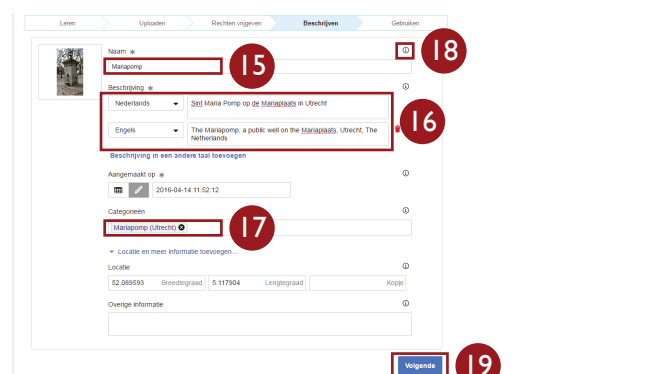 Leren Uploaden Rechten vrijgeven Beschrijven Gebruiken
Naam *
18
Mariapomp
15
Beschrijving *
Nederlands Sint Maria Pomp op de Mariaplaats in Utrecht
16
Engels The Mariapomp, a public well on the Mariaplaats, Utrecht, The
Netherlands
Beschrijving in een andere taal toevoegen
Aangemaakt op *
2016-04-14 11:52:12
Categorieën
Mariapomp (Utrecht)
17
Locatie en meer informatie toevoegen...
Locatie
52.089593 Breedtegraad 5.117904 Lengtegraad Kopje
Overige informatie
Volgende
19